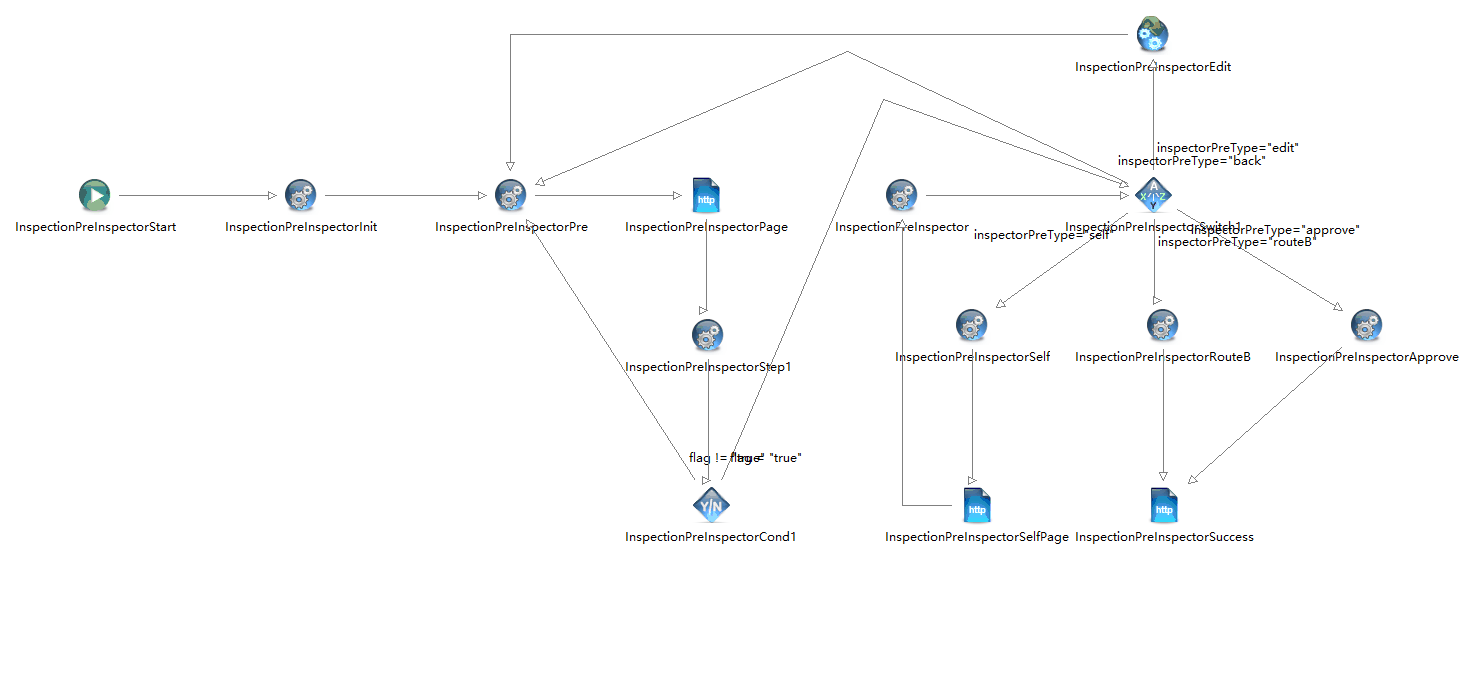 InspectionPreInspectorEdit
inspectorPreType="edit"
inspectorPreType="back"
A
X Z
Y
http
InspectionPreInspectorStart
InspectionPreInspectorInit
InspectionPreInspectorPre
InspectionPreInspectorPage
InspectionPreInspector
InspectionPreInspectorSwitch1
inspectorPreType="approve"
inspectorPreType="self"
inspectorPreType="routeB"
InspectionPreInspectorStep1
InspectionPreInspectorSelf
InspectionPreInspectorRouteB
InspectionPreInspectorApprove
flag != "true"
flag = "true"
Y|N
http
http
InspectionPreInspectorCond1
InspectionPreInspectorSelfPage
InspectionPreInspectorSuccess